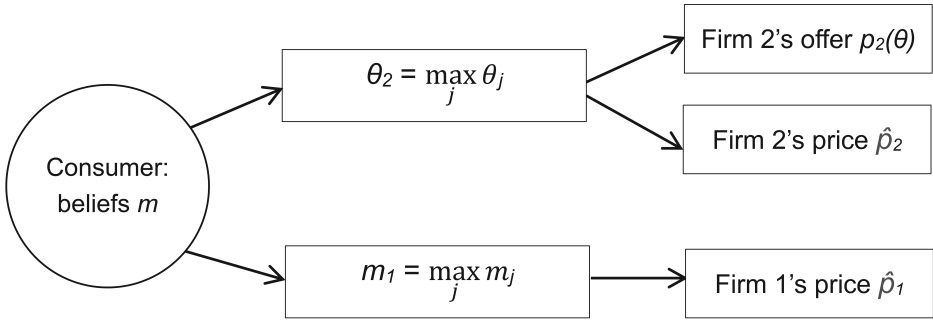 Consumer:
beliefs m
θ₂ = max θⱼ
j
m₁ = max mⱼ
j
Firm 2's offer p₂(θ)
Firm 2's price p̂₂
Firm 1's price p̂₁